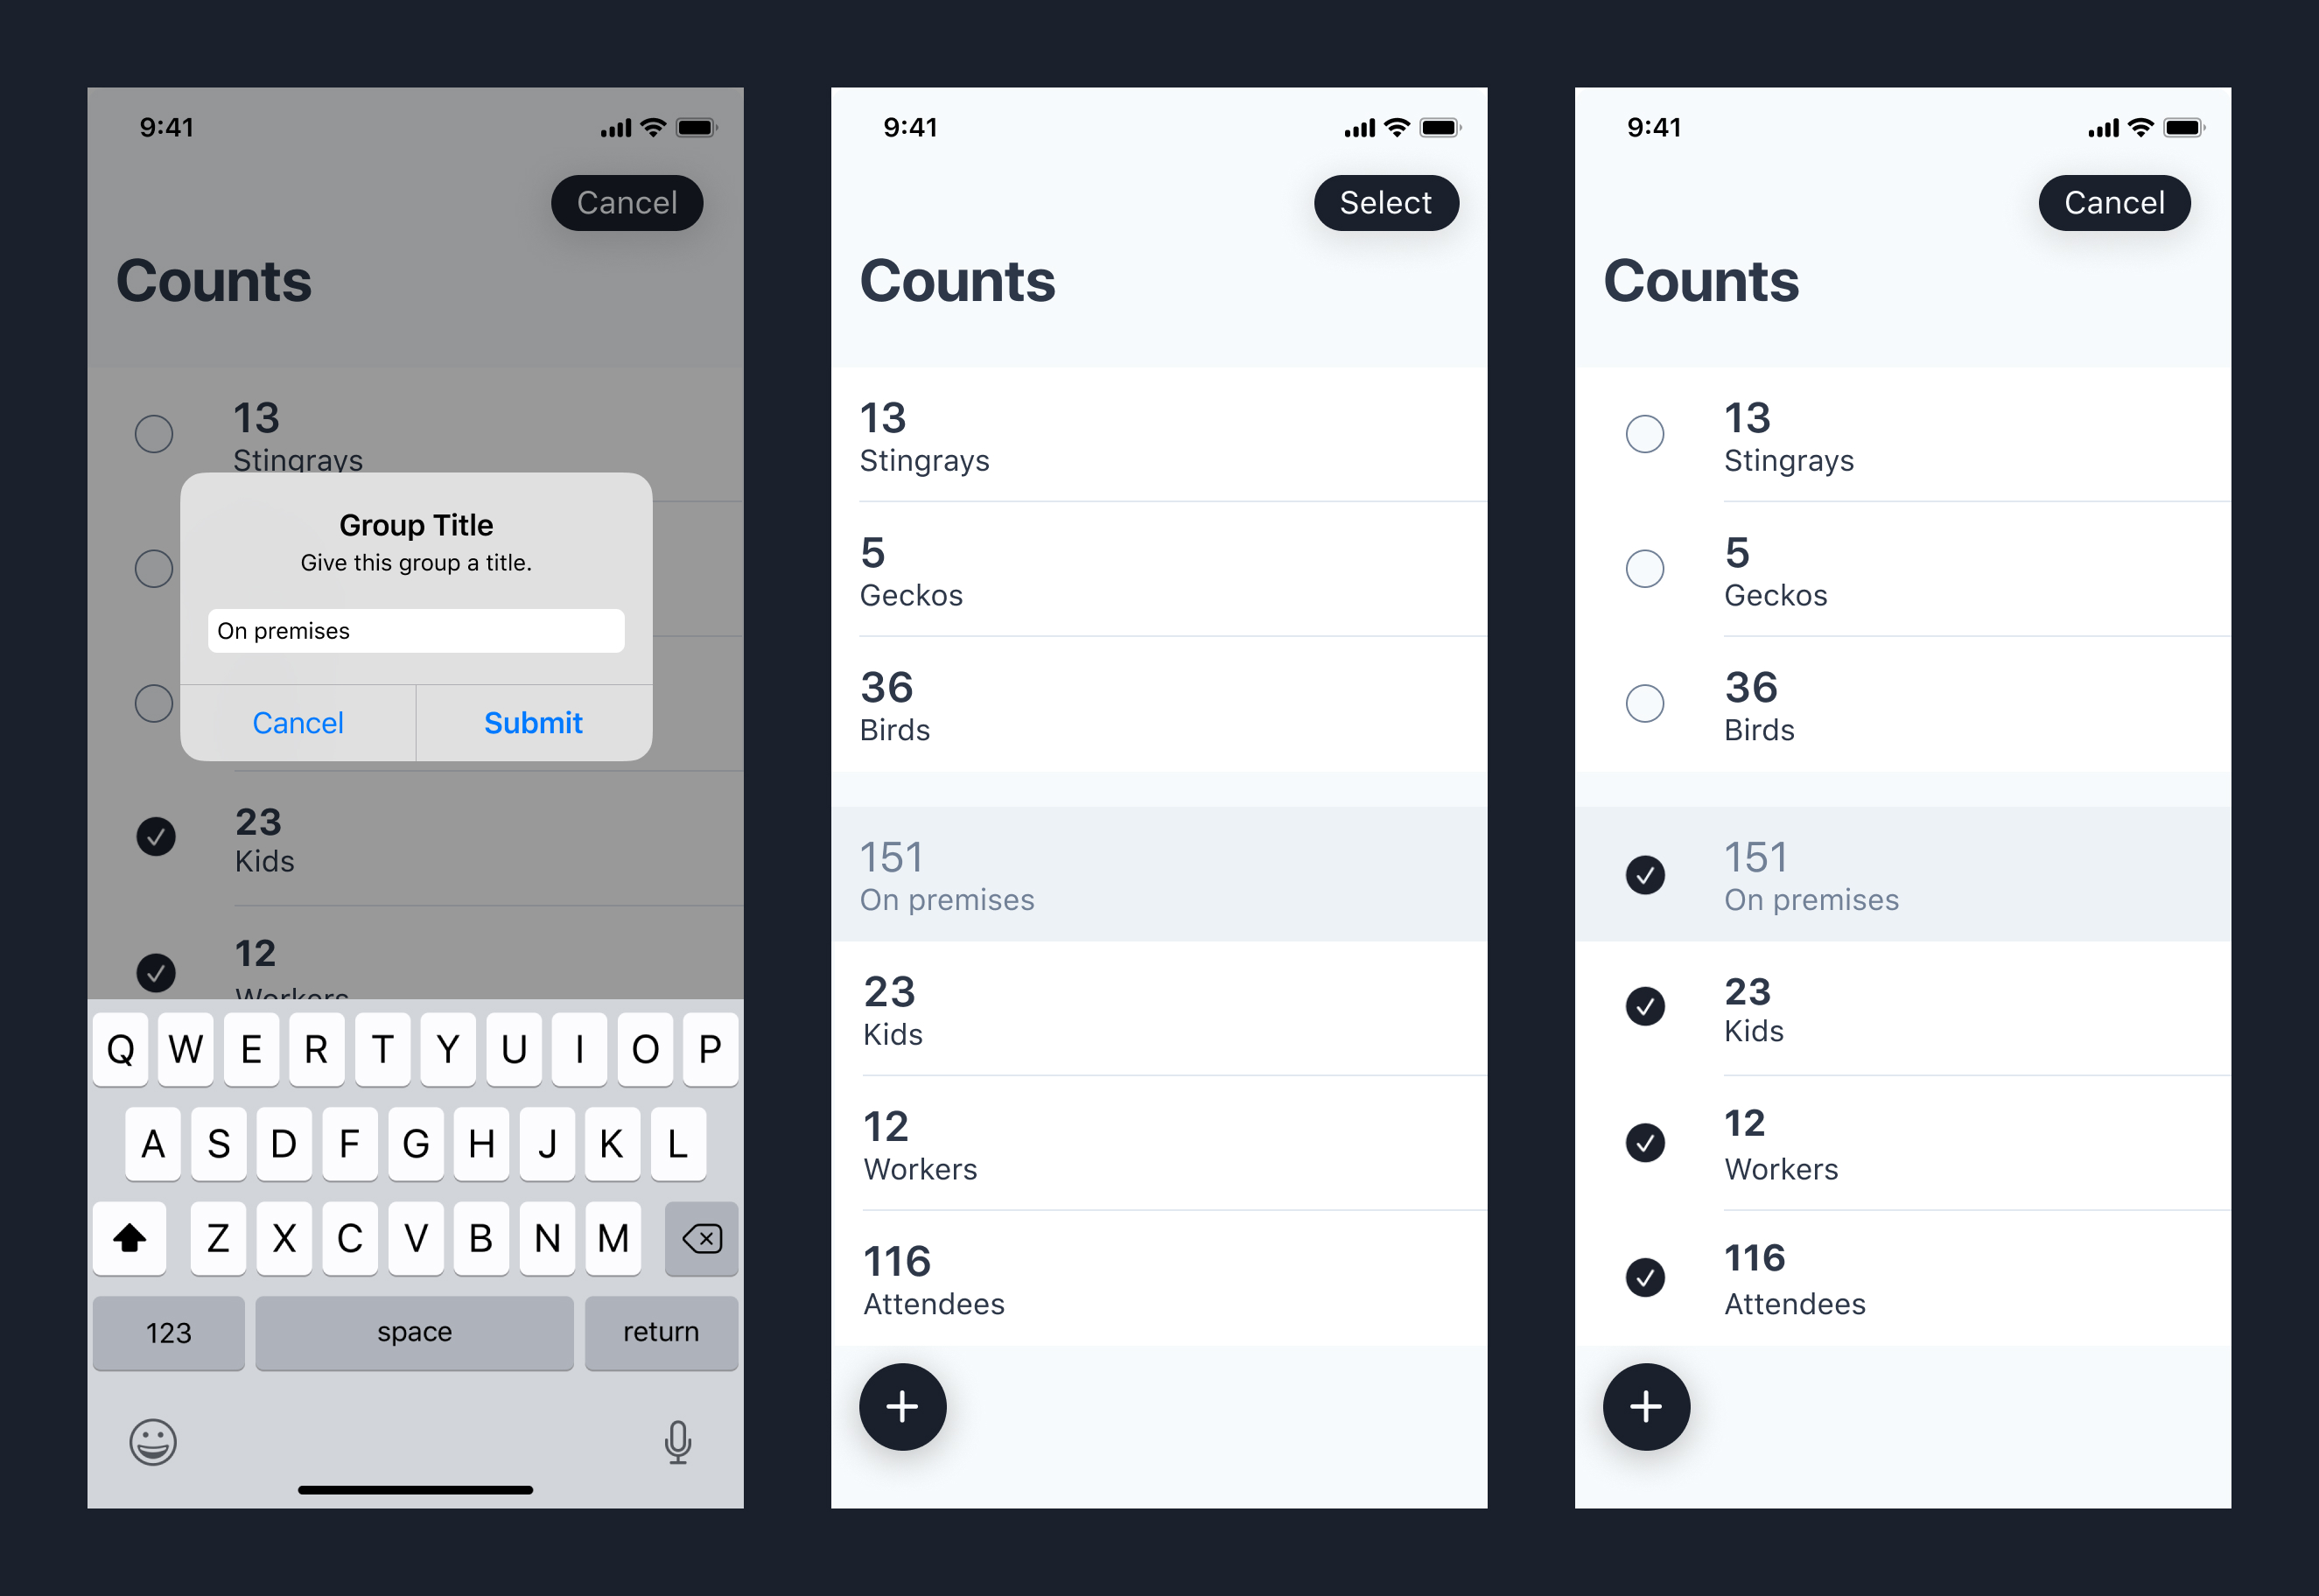 9:41
Cancel
Counts
13
Stingrays
Group Title
Give this group a title.
On premises
Cancel
Submit
23
Kids
12
Workers
Q W E R T Y U I O P
A S D F G H J K L
Z X C V B N M
123 space return
9:41
Select
Counts
13
Stingrays
5
Geckos
36
Birds
151
On premises
23
Kids
12
Workers
116
Attendees
9:41
Cancel
Counts
13
Stingrays
5
Geckos
36
Birds
151
On premises
23
Kids
12
Workers
116
Attendees